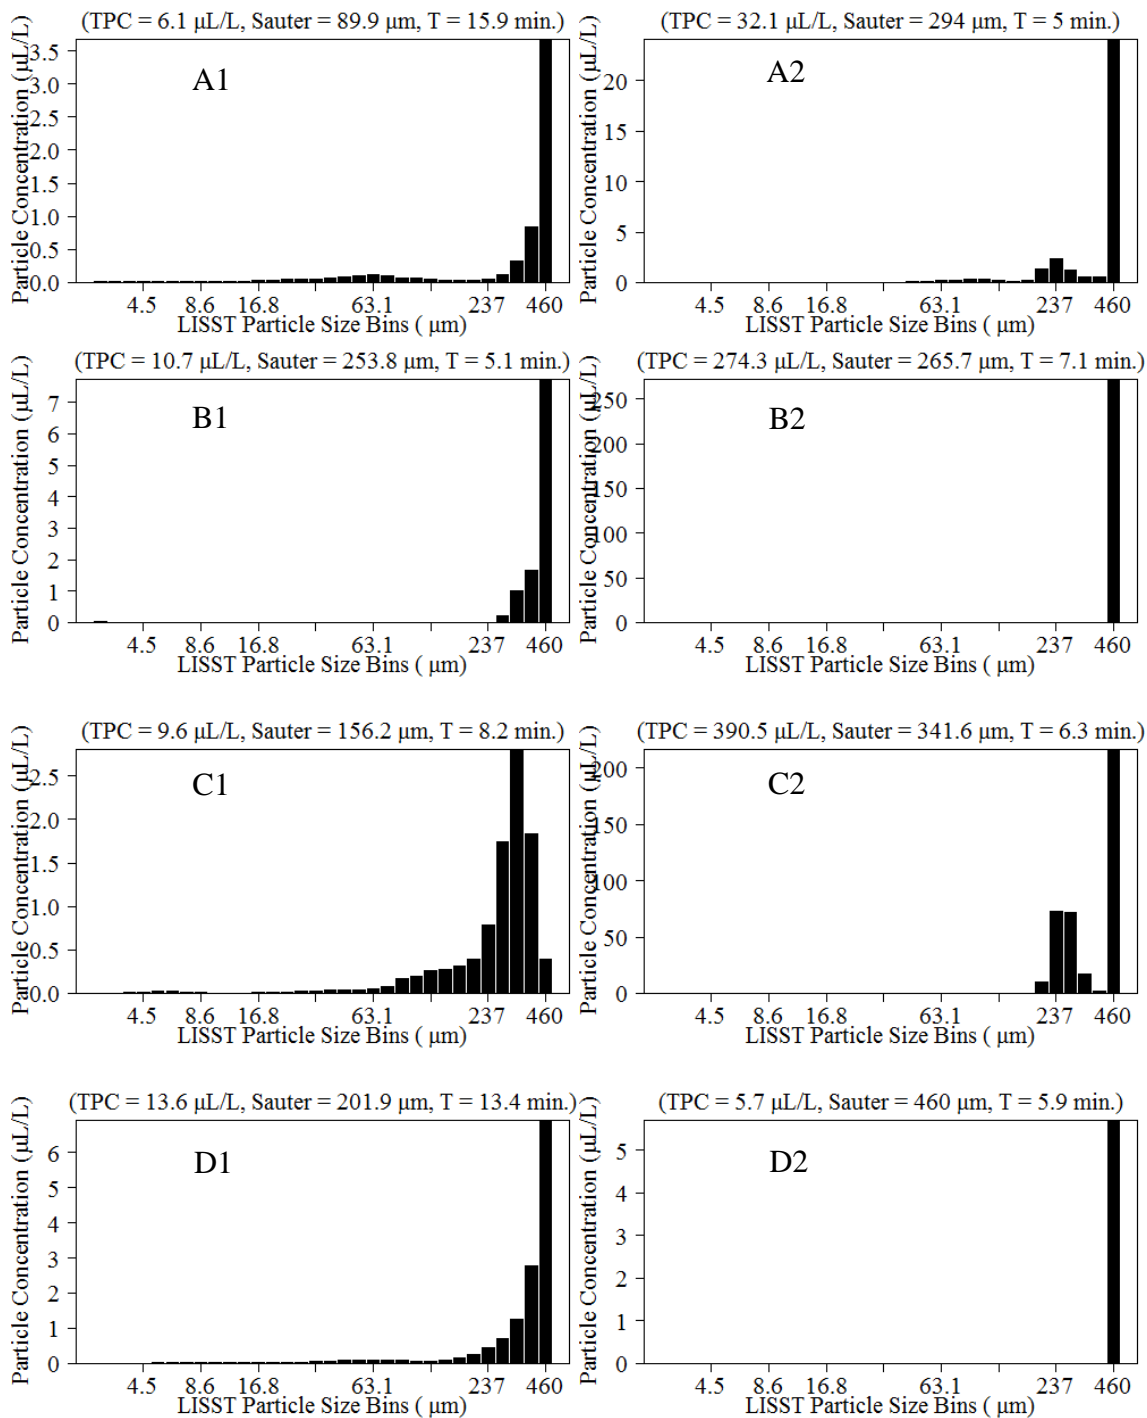 (TPC = 6.1 μL/L, Sauter = 89.9 μm, T = 15.9 min.)
A1
Particle Concentration (μL/L)
3.5
3.0
2.5
2.0
1.5
1.0
0.5
0.0
4.5 8.6 16.8 63.1 237 460
LISST Particle Size Bins ( μm)
(TPC = 32.1 μL/L, Sauter = 294 μm, T = 5 min.)
A2
Particle Concentration (μL/L)
20
15
10
5
0
4.5 8.6 16.8 63.1 237 460
LISST Particle Size Bins ( μm)
(TPC = 10.7 μL/L, Sauter = 253.8 μm, T = 5.1 min.)
B1
Particle Concentration (μL/L)
7
6
5
4
3
2
1
0
4.5 8.6 16.8 63.1 237 460
LISST Particle Size Bins ( μm)
(TPC = 274.3 μL/L, Sauter = 265.7 μm, T = 7.1 min.)
B2
Particle Concentration (μL/L)
250
200
150
100
50
0
4.5 8.6 16.8 63.1 237 460
LISST Particle Size Bins ( μm)
(TPC = 9.6 μL/L, Sauter = 156.2 μm, T = 8.2 min.)
C1
Particle Concentration (μL/L)
2.5
2.0
1.5
1.0
0.5
0.0
4.5 8.6 16.8 63.1 237 460
LISST Particle Size Bins ( μm)
(TPC = 390.5 μL/L, Sauter = 341.6 μm, T = 6.3 min.)
C2
Particle Concentration (μL/L)
200
150
100
50
0
4.5 8.6 16.8 63.1 237 460
LISST Particle Size Bins ( μm)
(TPC = 13.6 μL/L, Sauter = 201.9 μm, T = 13.4 min.)
D1
Particle Concentration (μL/L)
6
5
4
3
2
1
0
4.5 8.6 16.8 63.1 237 460
LISST Particle Size Bins ( μm)
(TPC = 5.7 μL/L, Sauter = 460 μm, T = 5.9 min.)
D2
Particle Concentration (μL/L)
5
4
3
2
1
0
4.5 8.6 16.8 63.1 237 460
LISST Particle Size Bins ( μm)